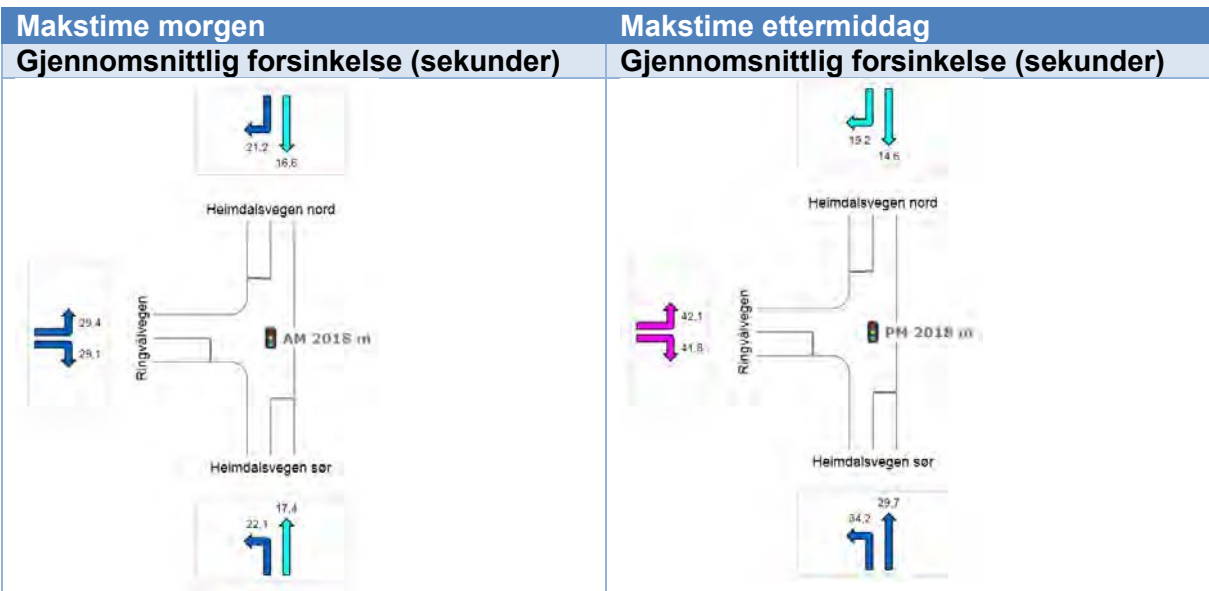 Makstime morgen
Gjennomsnittlig forsinkelse (sekunder)
21,2
16,6
Heimdalsvegen nord
29,4
29,1
Ringvålvegen
AM 2018 m
Heimdalsvegen sør
17,4
22,1
Makstime ettermiddag
Gjennomsnittlig forsinkelse (sekunder)
19,2
14,6
Heimdalsvegen nord
42,1
41,8
Ringvålvegen
PM 2018 m
Heimdalsvegen sør
29,7
34,2